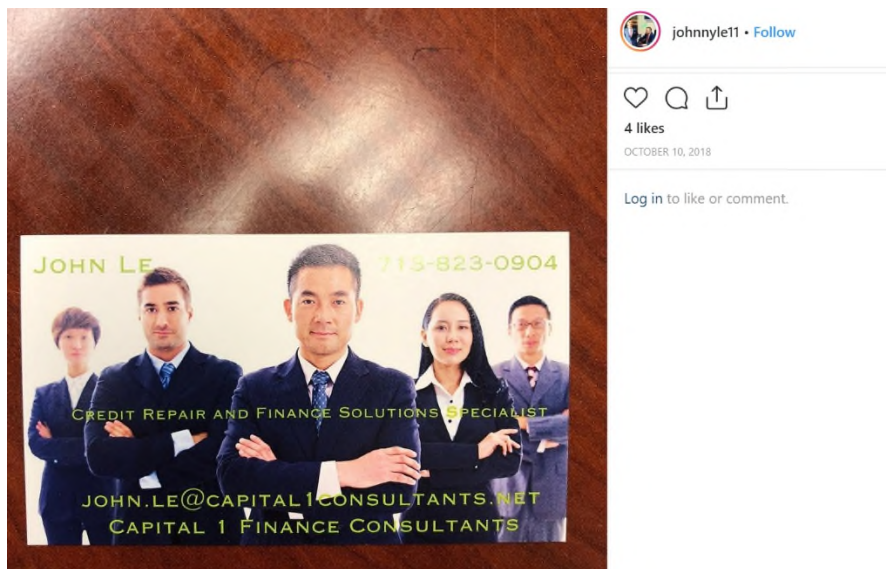 johnnyle11 • Follow
4 likes
OCTOBER 10, 2018
Log in to like or comment.
JOHN LE
713-823-0904
CREDIT REPAIR AND FINANCE SOLUTIONS SPECIALIST
JOHN.LE@CAPITAL1CONSULTANTS.NET
CAPITAL 1 FINANCE CONSULTANTS